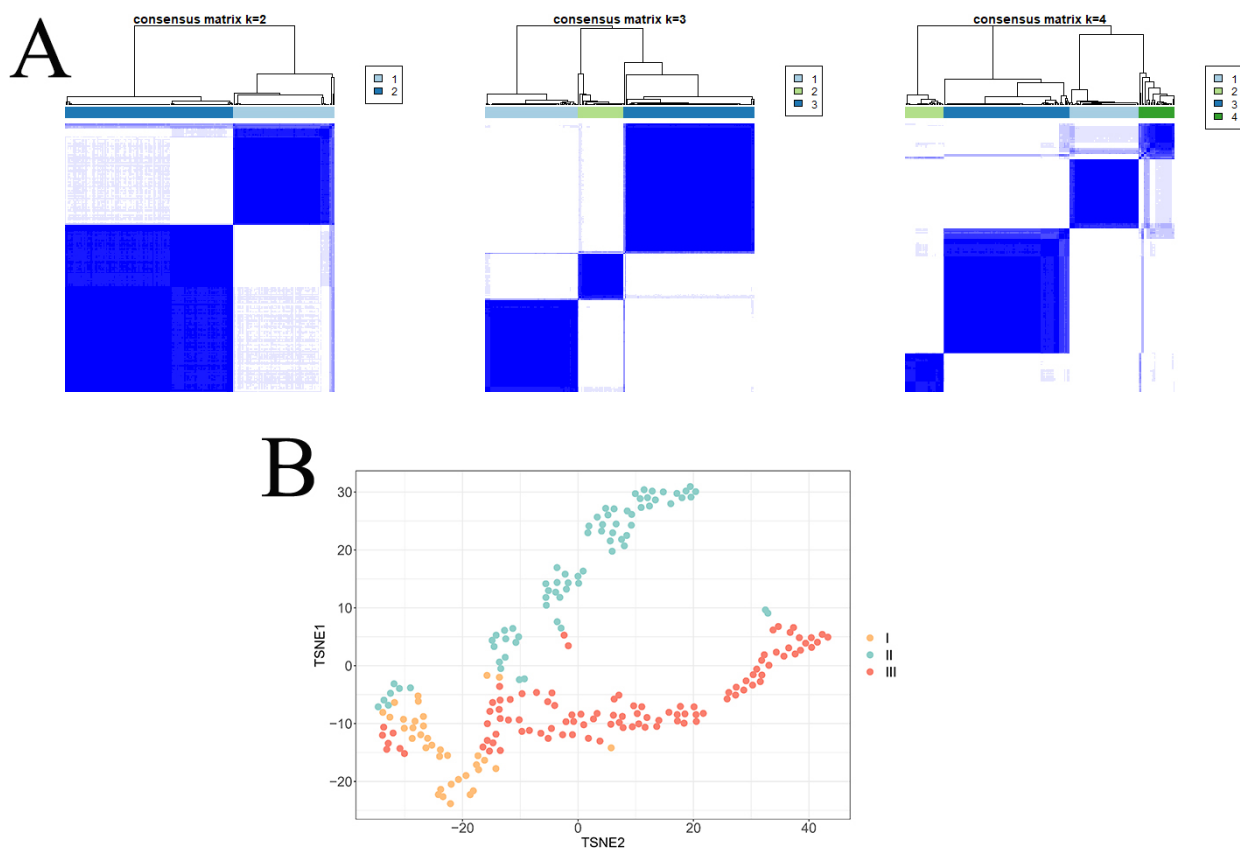 A
consensus matrix k=2
1
2
consensus matrix k=3
1
2
3
consensus matrix k=4
1
2
3
4
B
30
20
10
0
−10
−20
TSNE1
−20
0
20
40
TSNE2
I
II
III